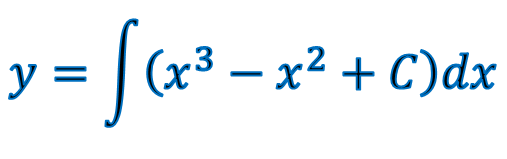 y = ∫(x³ − x² + C)dx